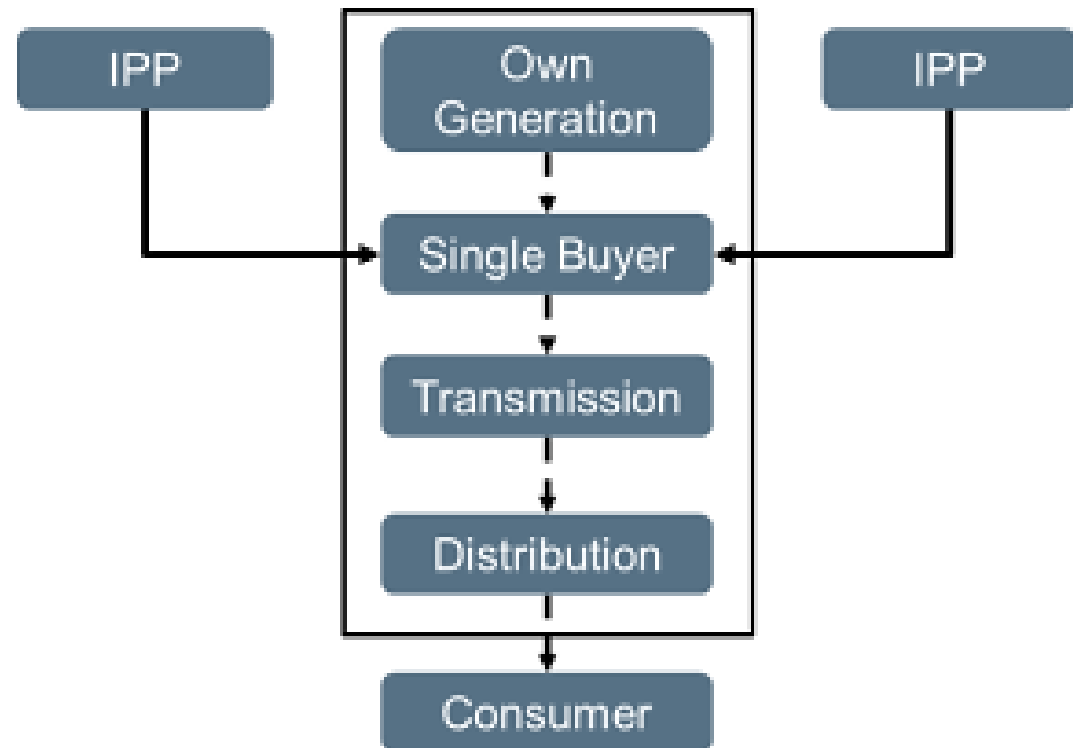 IPP
Own
Generation
IPP
Single Buyer
Transmission
Distribution
Consumer